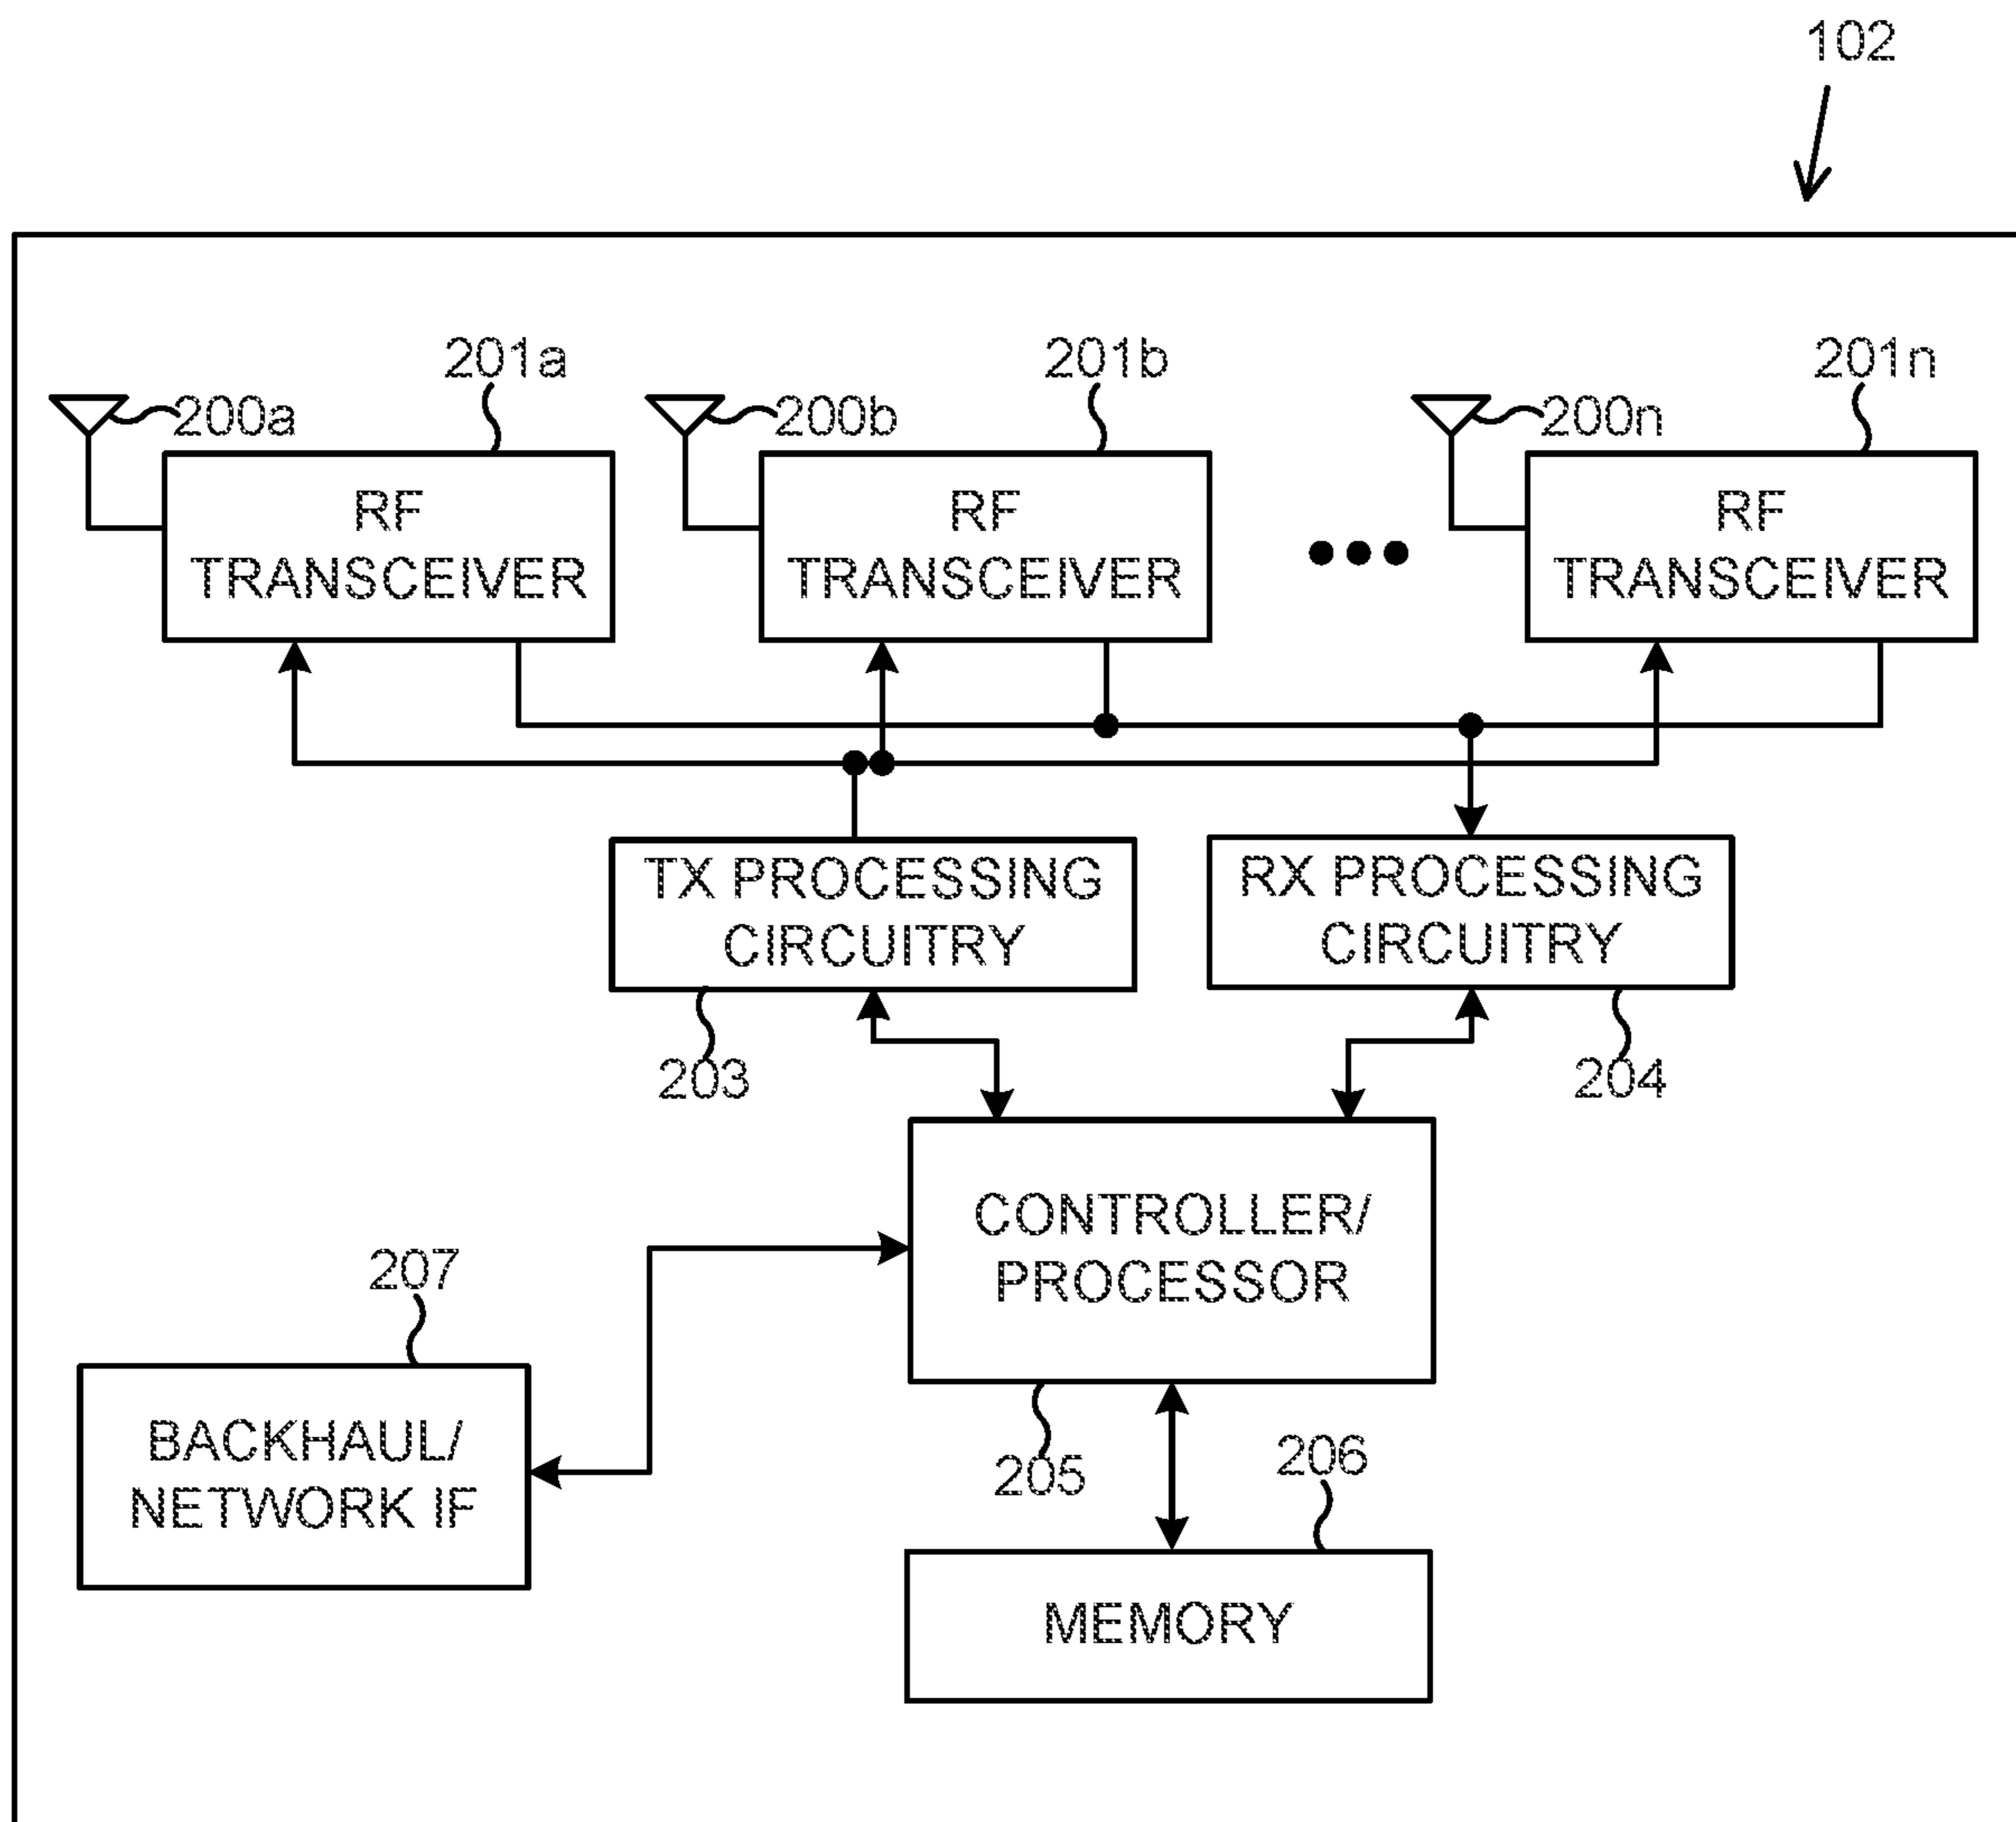 102
201a
201b
201n
200a
200b
200n
RF
TRANSCEIVER
RF
TRANSCEIVER
RF
TRANSCEIVER
TX PROCESSING
CIRCUITRY
RX PROCESSING
CIRCUITRY
203
204
CONTROLLER/
PROCESSOR
207
BACKHAUL/
NETWORK IF
205
206
MEMORY